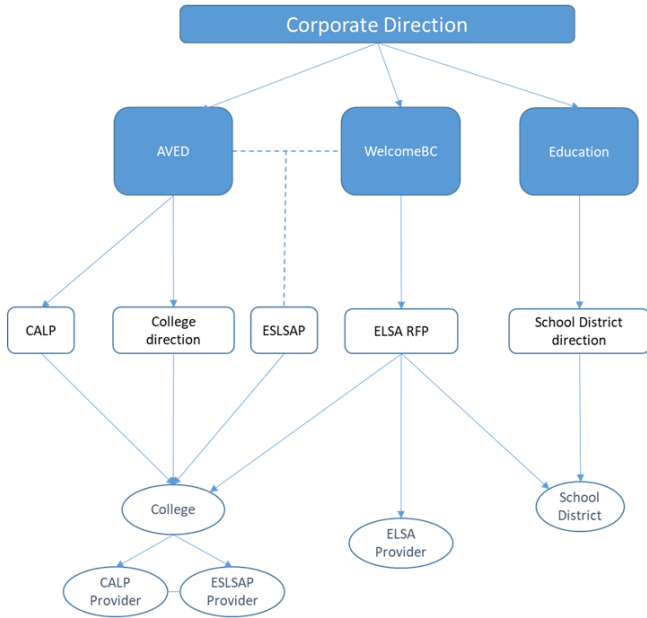 Corporate Direction
AVED
WelcomeBC
Education
CALP
College
direction
ESLSAP
ELSA RFP
School District
direction
College
ELSA
Provider
School
District
CALP
Provider
ESLSAP
Provider